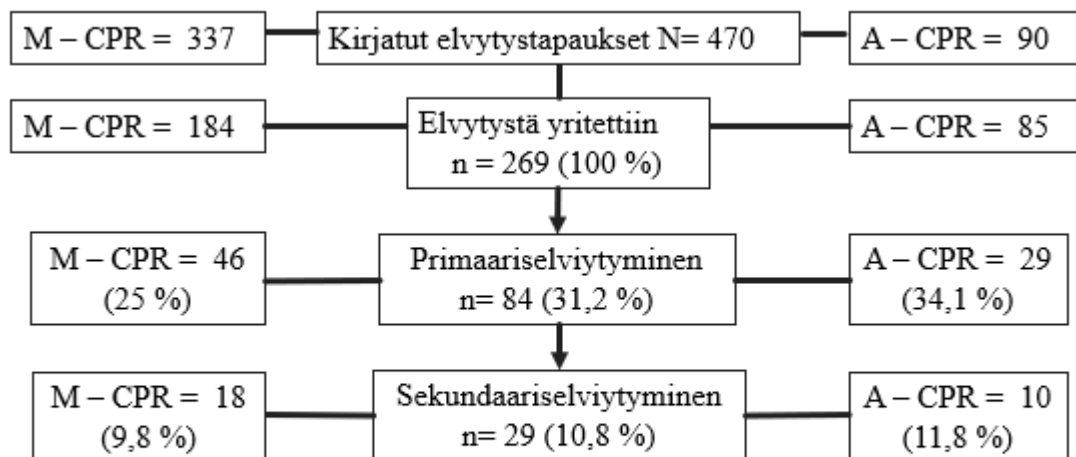 M – CPR = 337
Kirjatut elvytystapaukset N= 470
A – CPR = 90
M – CPR = 184
Elvytystä yritettiin
n = 269 (100 %)
A – CPR = 85
M – CPR = 46
(25 %)
Primaariselviytyminen
n= 84 (31,2 %)
A – CPR = 29
(34,1 %)
M – CPR = 18
(9,8 %)
Sekundaariselviytyminen
n= 29 (10,8 %)
A – CPR = 10
(11,8 %)